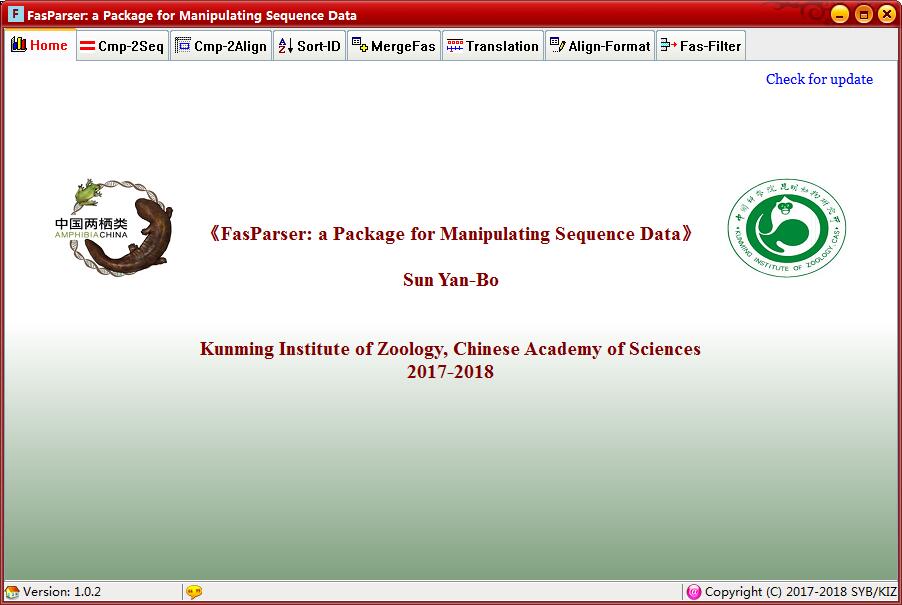 F FasParser: a Package for Manipulating Sequence Data
Home Cmp-2Seq Cmp-2Align Sort-ID MergeFas Translation Align-Format Fas-Filter
Check for update
中国两栖类
AMPHIBIACHINA
中国科学院昆明动物研究所
KUNMING INSTITUTE OF ZOOLOGY.CAS
《FasParser: a Package for Manipulating Sequence Data》
Sun Yan-Bo
Kunming Institute of Zoology, Chinese Academy of Sciences
2017-2018
Version: 1.0.2
Copyright (C) 2017-2018 SYB/KIZ